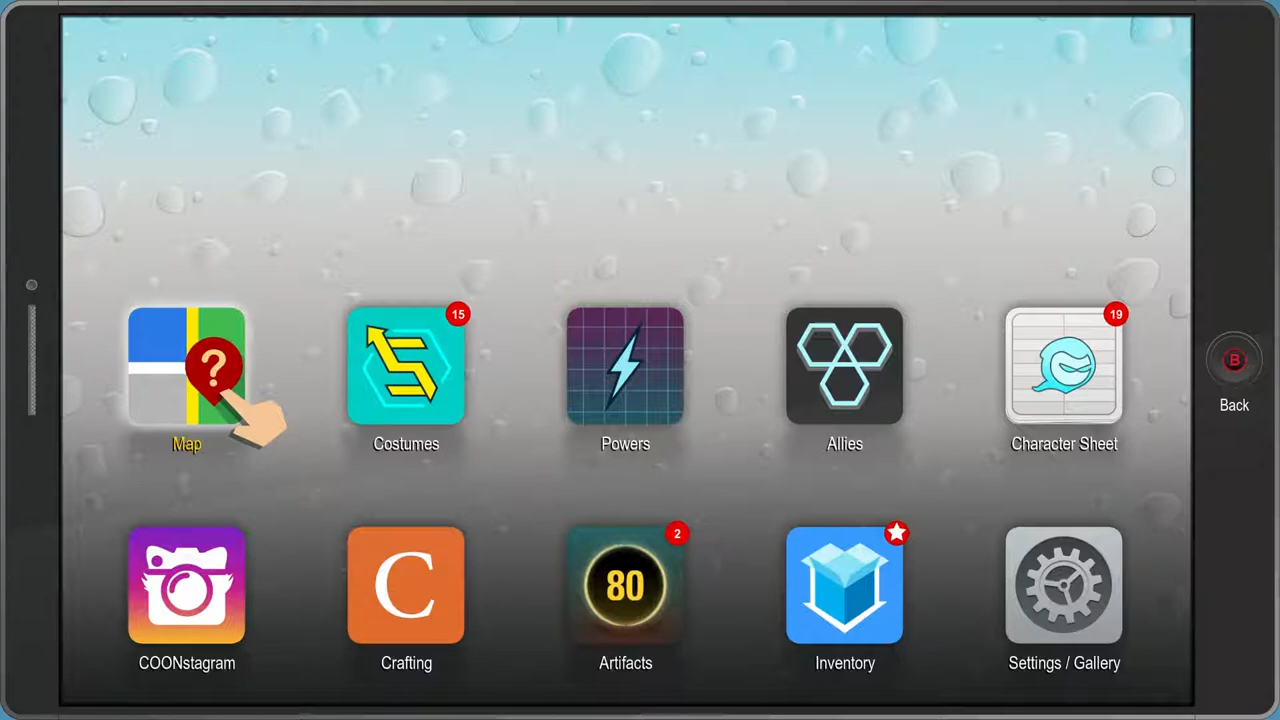 ?
15
19
B
Back
Map
Costumes
Powers
Allies
Character Sheet
C
2
80
COONstagram
Crafting
Artifacts
Inventory
Settings / Gallery